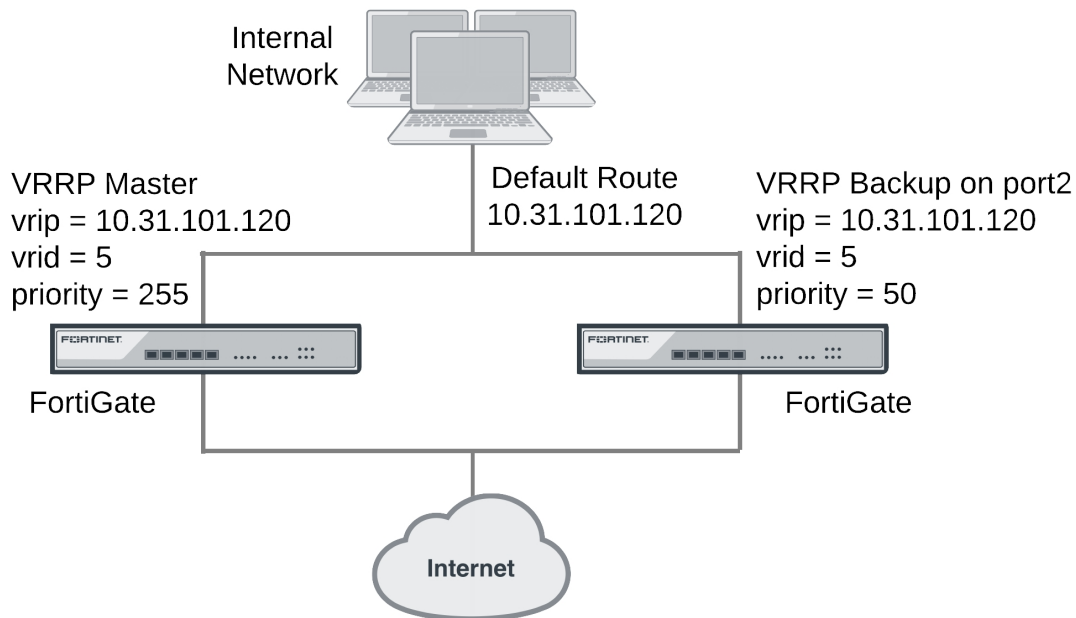 Internal
Network
VRRP Master
vrip = 10.31.101.120
vrid = 5
priority = 255
Default Route
10.31.101.120
VRRP Backup on port2
vrip = 10.31.101.120
vrid = 5
priority = 50
FORTINET
FORTINET
FortiGate
FortiGate
Internet